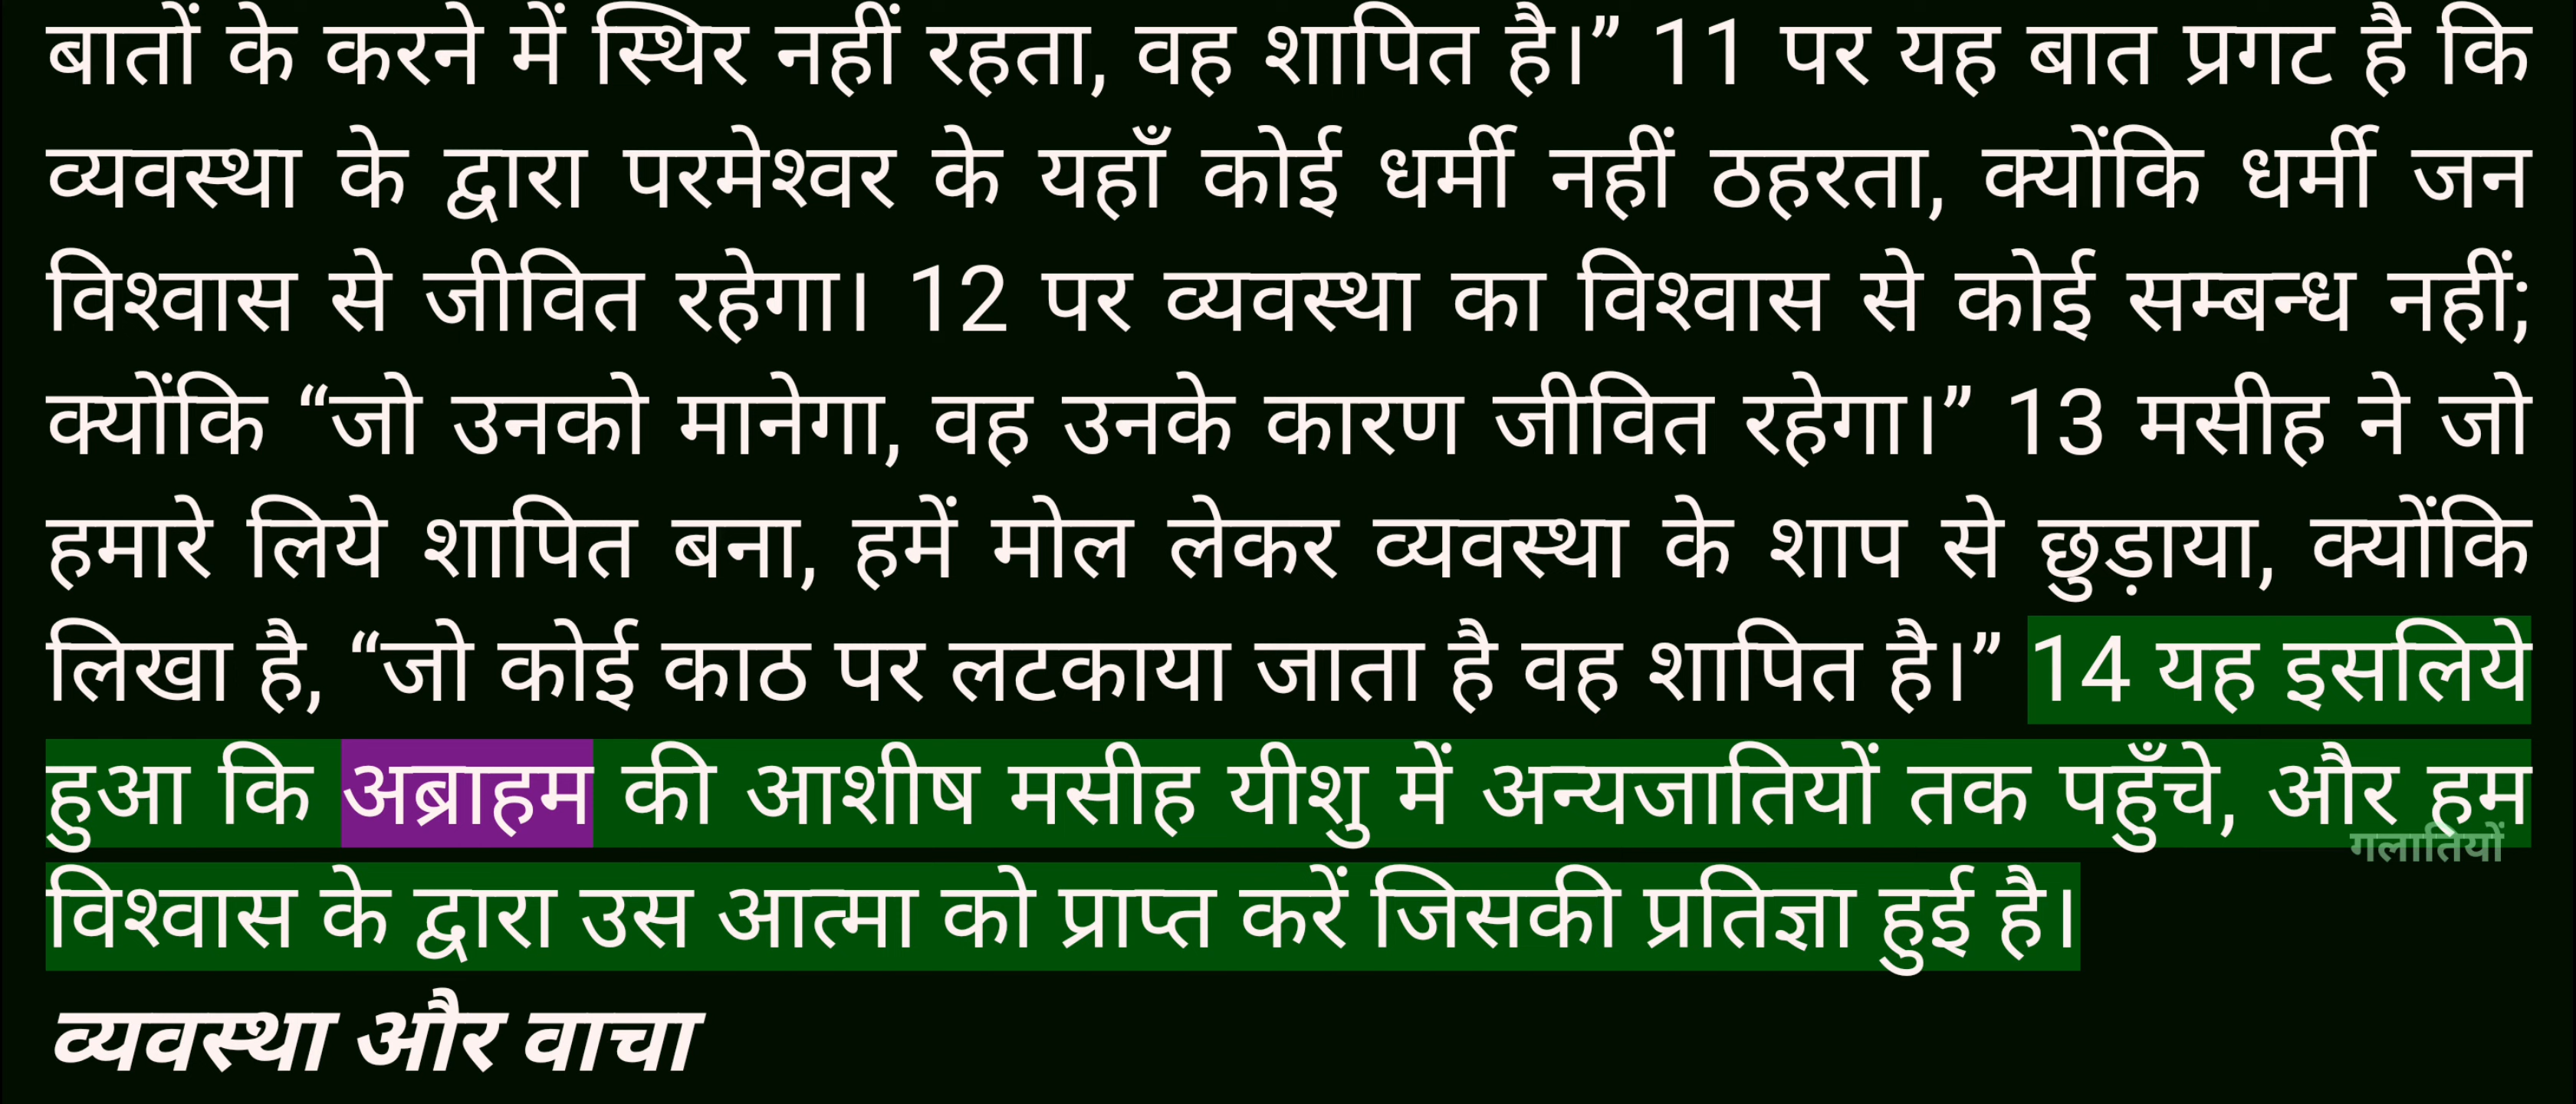 बातों के करने में स्थिर नहीं रहता, वह शापित है।” 11 पर यह बात प्रगट है कि
व्यवस्था के द्वारा परमेश्वर के यहाँ कोई धर्मी नहीं ठहरता, क्योंकि धर्मी जन
विश्वास से जीवित रहेगा। 12 पर व्यवस्था का विश्वास से कोई सम्बन्ध नहीं;
क्योंकि “जो उनको मानेगा, वह उनके कारण जीवित रहेगा।” 13 मसीह ने जो
हमारे लिये शापित बना, हमें मोल लेकर व्यवस्था के शाप से छुड़ाया, क्योंकि
लिखा है, “जो कोई काठ पर लटकाया जाता है वह शापित है।” 14 यह इसलिये
हुआ कि अब्राहम की आशीष मसीह यीशु में अन्यजातियों तक पहुँचे, और हम
गलातियों
विश्वास के द्वारा उस आत्मा को प्राप्त करें जिसकी प्रतिज्ञा हुई है।
व्यवस्था और वाचा